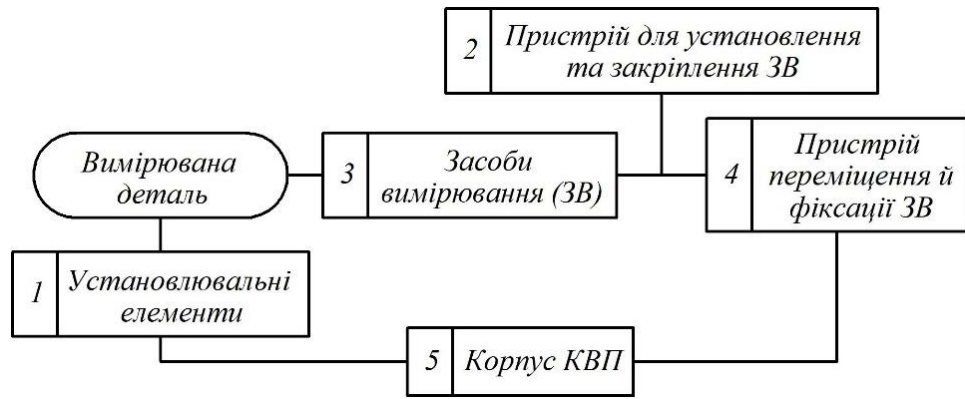 2
Пристрій для установлення
та закріплення ЗВ
Вимірювана
деталь
3
Засоби
вимірювання (ЗВ)
4
Пристрій
переміщення й
фіксації ЗВ
1
Установлювальні
елементи
5
Корпус КВП